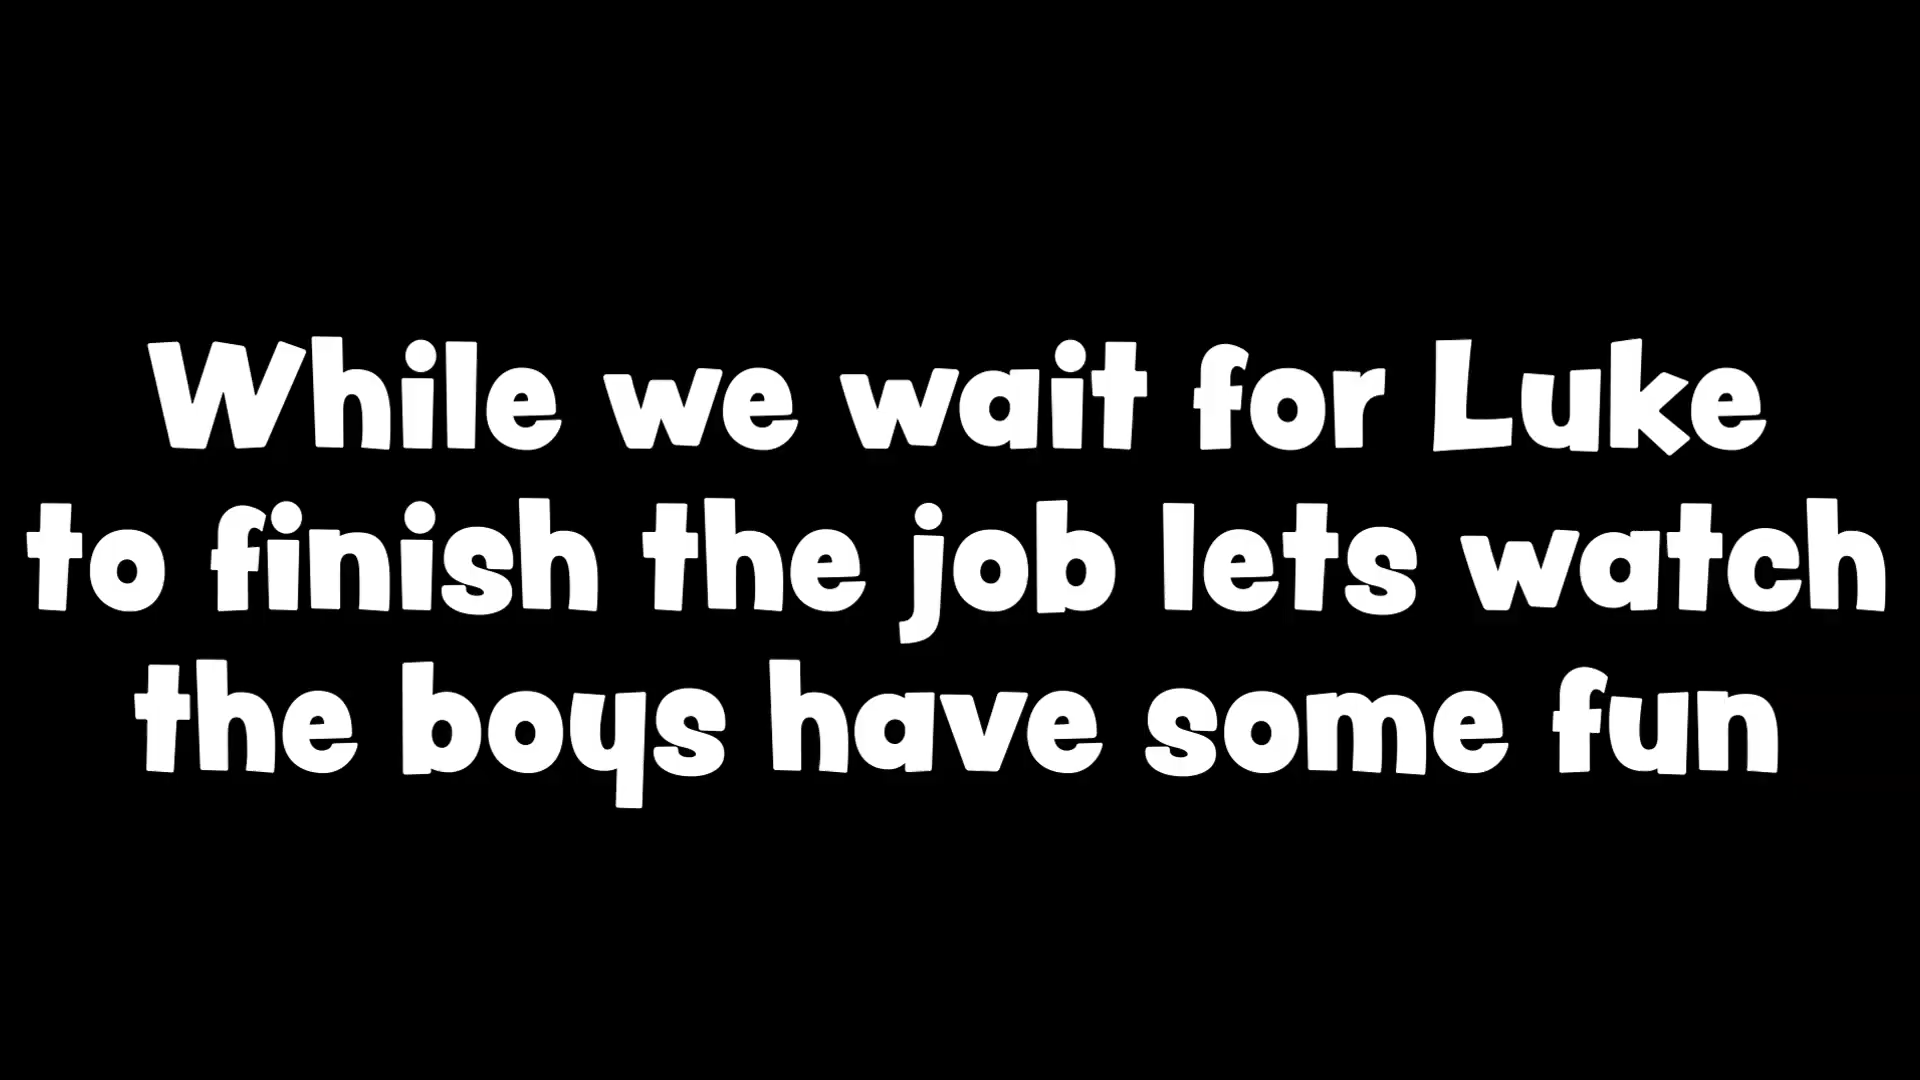 While we wait for Luke
to finish the job lets watch
the boys have some fun